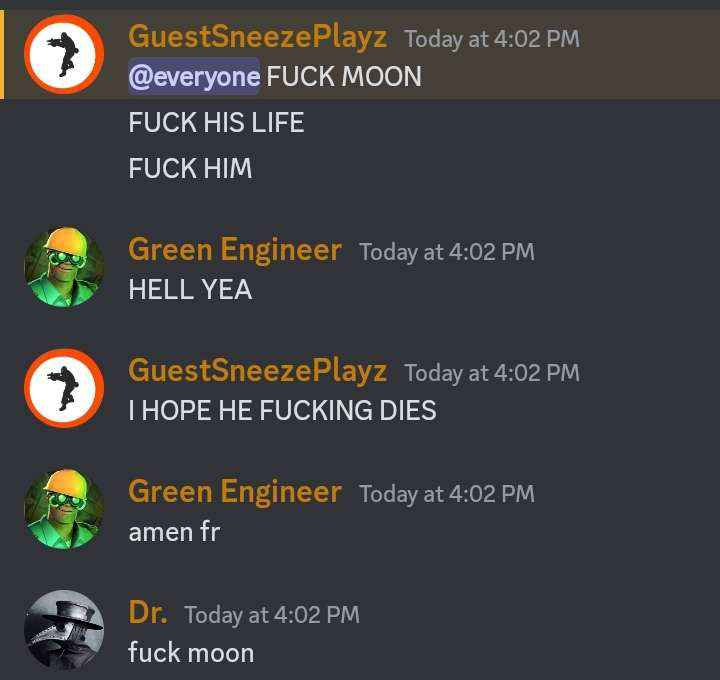 GuestSneezePlayz Today at 4:02 PM
@everyone FUCK MOON
FUCK HIS LIFE
FUCK HIM
Green Engineer Today at 4:02 PM
HELL YEA
GuestSneezePlayz Today at 4:02 PM
I HOPE HE FUCKING DIES
Green Engineer Today at 4:02 PM
amen fr
Dr. Today at 4:02 PM
fuck moon